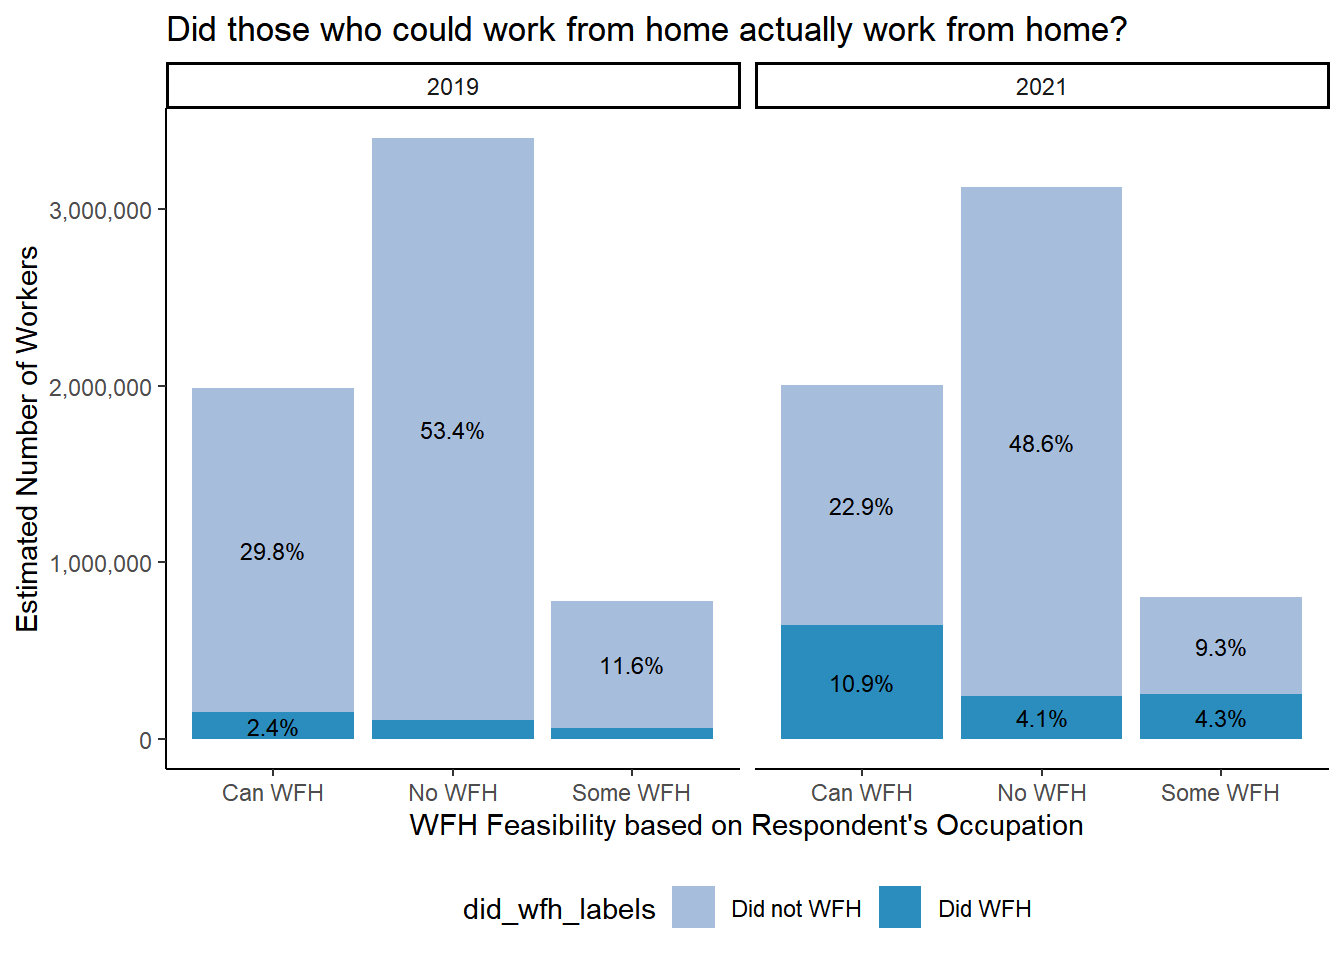 Did those who could work from home actually work from home?
2019
2021
Estimated Number of Workers
3,000,000
2,000,000
1,000,000
0
29.8%
2.4%
53.4%
11.6%
22.9%
10.9%
48.6%
4.1%
9.3%
4.3%
Can WFH
No WFH
Some WFH
Can WFH
No WFH
Some WFH
WFH Feasibility based on Respondent's Occupation
did_wfh_labels
Did not WFH
Did WFH